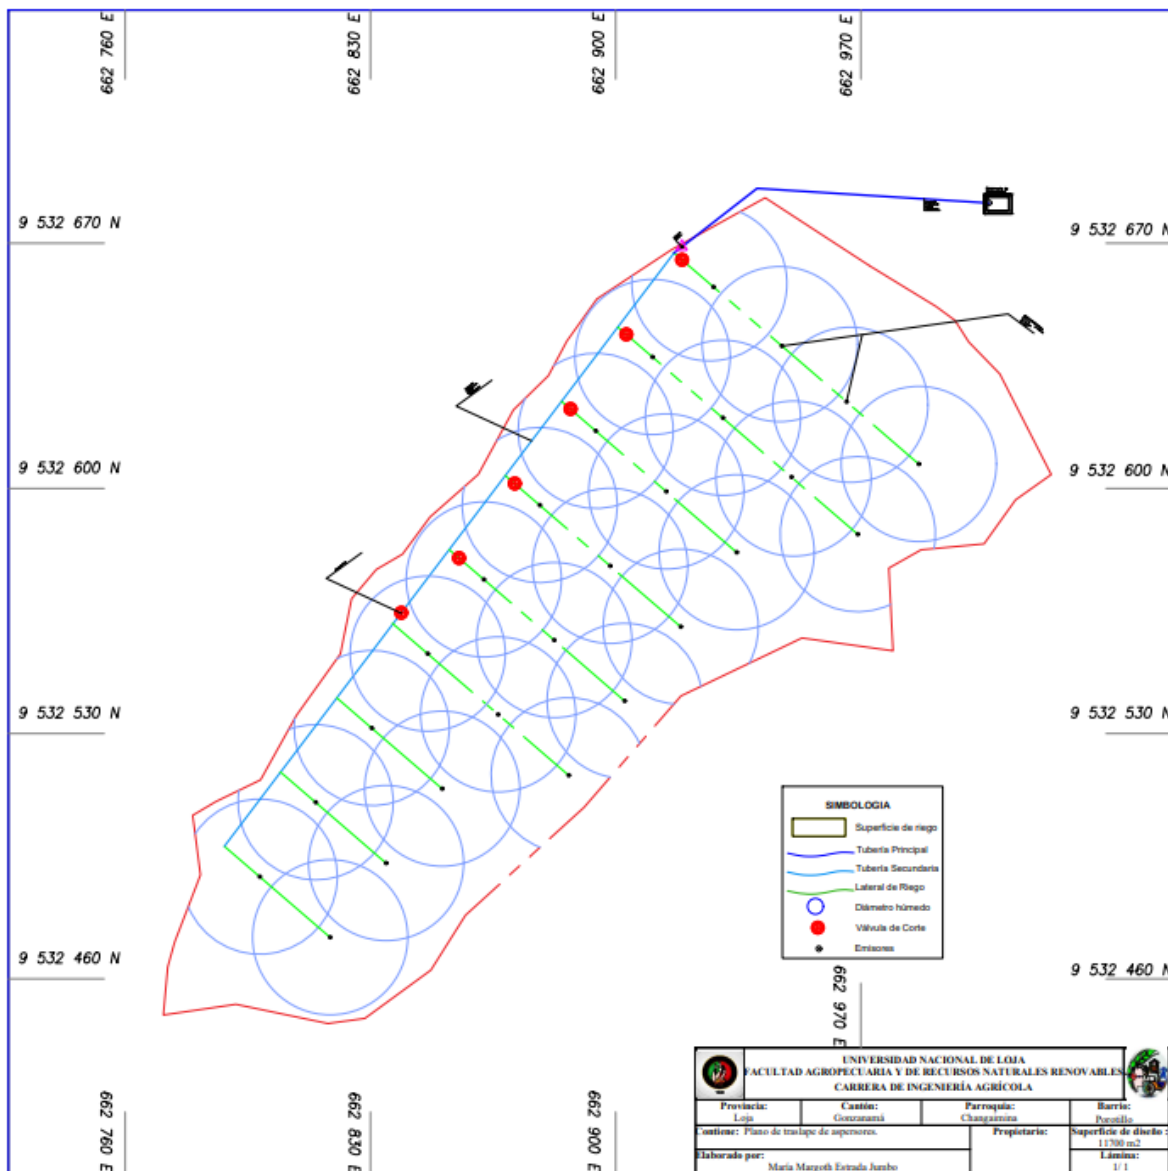 662 760 E
662 830 E
662 900 E
662 970 E
9 532 670 N
9 532 670 N
9 532 600 N
9 532 600 N
9 532 530 N
9 532 530 N
SIMBOLOGIA
Superficie de riego
Tubería Principal
Tubería Secundaria
Lateral de Riego
Diámetro húmedo
Válvula de Corte
Emisores
9 532 460 N
9 532 460 N
662 970 E
662 760 E
662 830 E
662 900 E
UNIVERSIDAD NACIONAL DE LOJA
FACULTAD AGROPECUARIA Y DE RECURSOS NATURALES RENOVABLES
CARRERA DE INGENIERÍA AGRÍCOLA
Provincia: Cantón: Parroquia: Barrio:
Loja Gonzanamá Changaimina Porotillo
Contiene: Plano de traslape de aspersores. Propietario: Superficie de diseño :
11700 m2
Elaborado por: Lámina:
María Margoth Estrada Jumbo 1/ 1